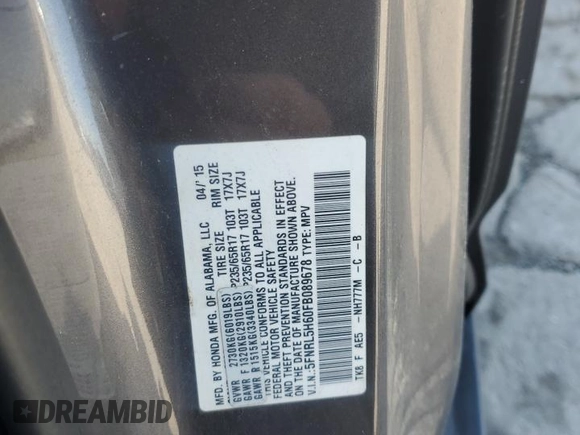 MFD. BY HONDA MFG. OF ALABAMA, LLC 04/'15
TIRE SIZE RIM SIZE
GVWR 2730KG(6019LBS)
GAWR F 1320KG(2910LBS) P235/65R17 103T 17X7J
GAWR R 1515KG(3340LBS) P235/65R17 103T 17X7J
THIS VEHICLE CONFORMS TO ALL APPLICABLE
FEDERAL MOTOR VEHICLE SAFETY
AND THEFT PREVENTION STANDARDS IN EFFECT
ON THE DATE OF MANUFACTURE SHOWN ABOVE.
V.I.N.: 5FNRL5H60FB089678 TYPE: MPV
TK8 F AE5 -NH777M -C -B
DREAMBID